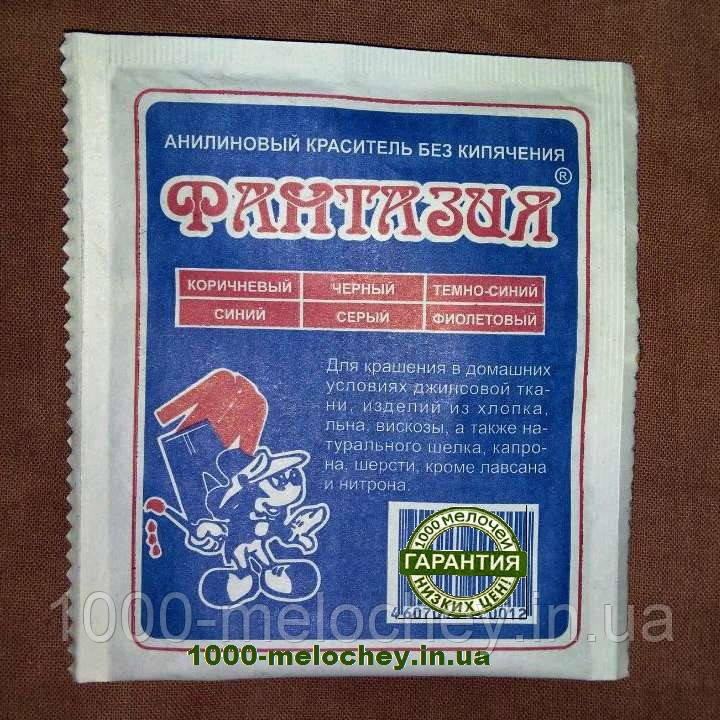 АНИЛИНОВЫЙ КРАСИТЕЛЬ БЕЗ КИПЯЧЕНИЯ
ФАНТАЗИЯ ®
КОРИЧНЕВЫЙ ЧЕРНЫЙ ТЕМНО-СИНИЙ
СИНИЙ СЕРЫЙ ФИОЛЕТОВЫЙ
Для крашения в домашних
условиях джинсовой тка-
ни, изделий из хлопка,
льна, вискозы, а также на-
турального шелка, капро-
на, шерсти, кроме лавсана
и нитрона.
1000 МЕЛОЧЕЙ
ГАРАНТИЯ
НИЗКИХ ЦЕН!
1000-melochey.in.ua
1000-melochey.in.ua